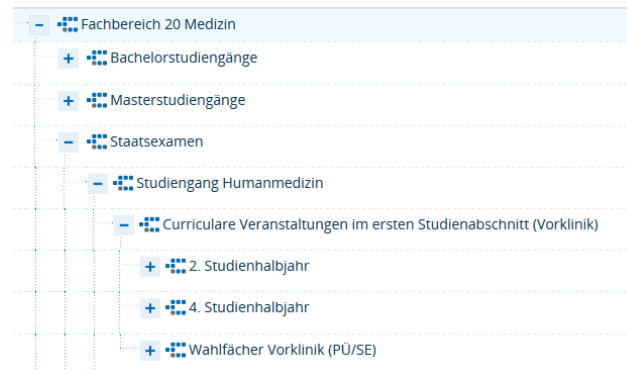 Fachbereich 20 Medizin
Bachelorstudiengänge
Masterstudiengänge
Staatsexamen
Studiengang Humanmedizin
Curriculare Veranstaltungen im ersten Studienabschnitt (Vorklinik)
2. Studienhalbjahr
4. Studienhalbjahr
Wahlfächer Vorklinik (PÜ/SE)